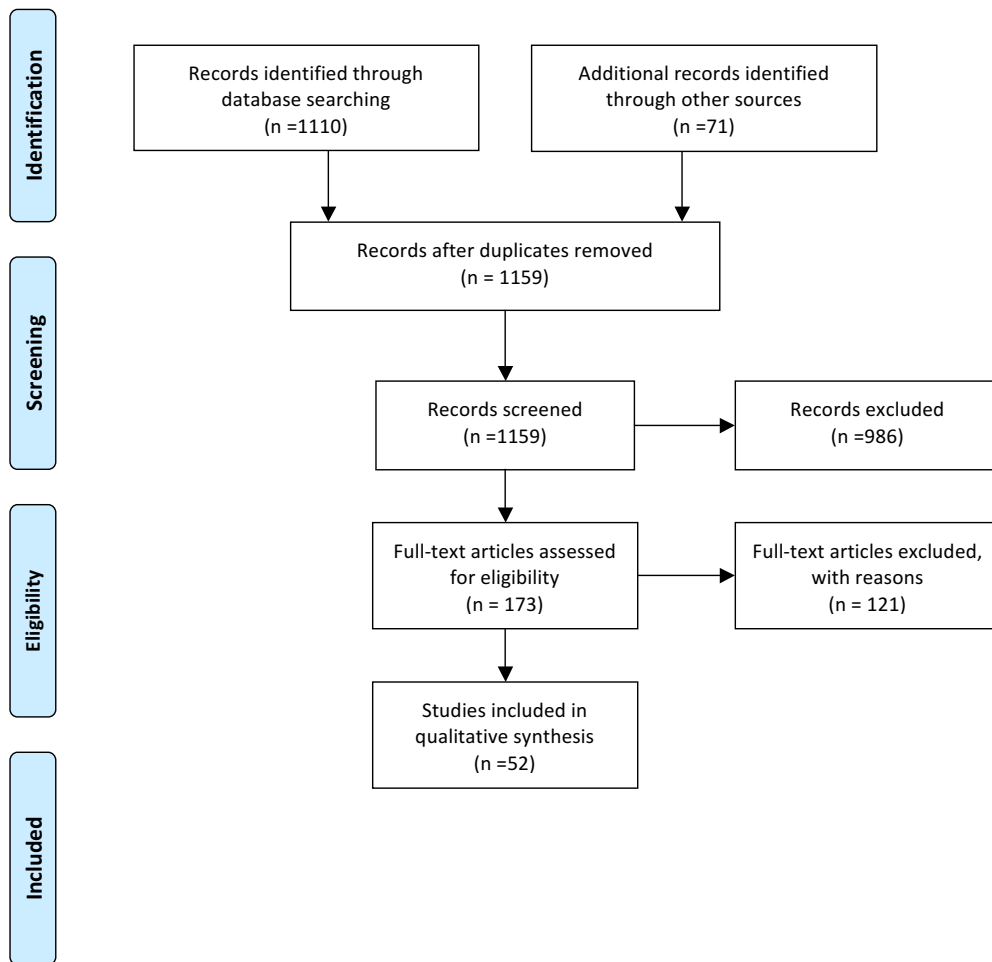 Identification
Records identified through
database searching
(n =1110)
Additional records identified
through other sources
(n =71)
Records after duplicates removed
(n = 1159)
Screening
Records screened
(n =1159)
Records excluded
(n =986)
Eligibility
Full-text articles assessed
for eligibility
(n = 173)
Full-text articles excluded,
with reasons
(n = 121)
Studies included in
qualitative synthesis
(n =52)
Included